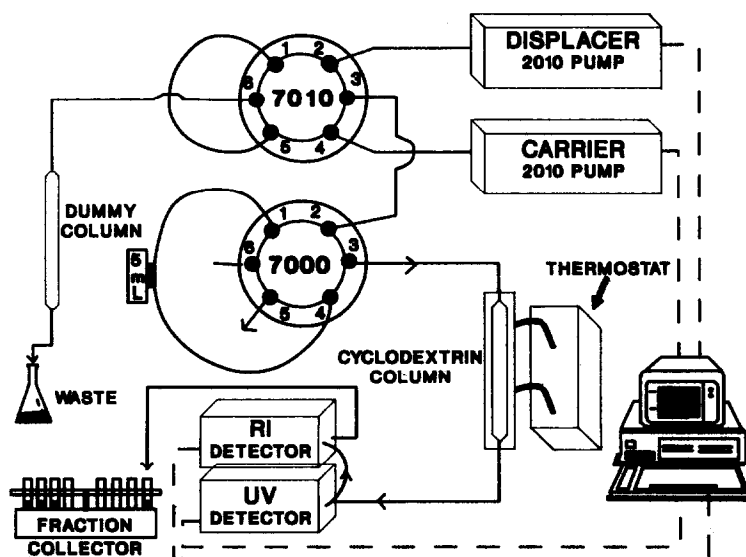 DISPLACER
2010 PUMP
1
2
3
7010
6
5
4
CARRIER
2010 PUMP
DUMMY
COLUMN
1
2
3
7000
6
5
4
5
mL
THERMOSTAT
CYCLODEXTRIN
COLUMN
WASTE
RI
DETECTOR
UV
DETECTOR
FRACTION
COLLECTOR